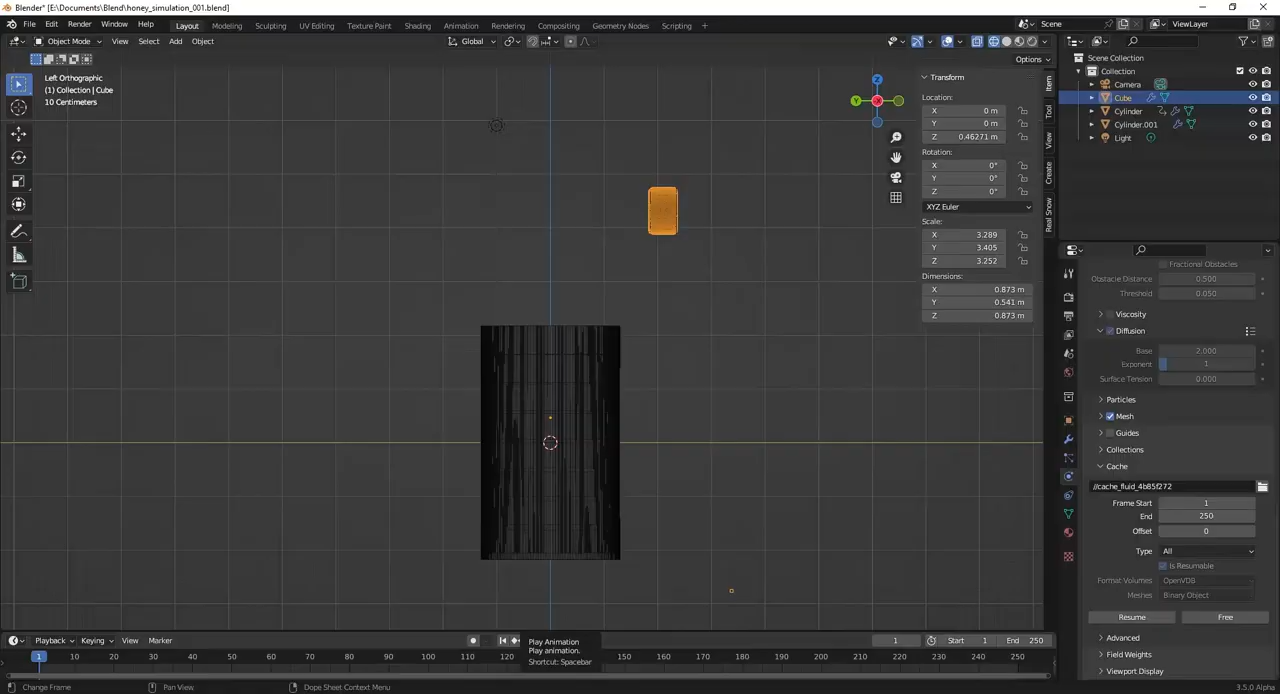 Blender* [E:\Documents\Blend\honey_simulation_001.blend]
File Edit Render Window Help Layout Modeling Sculpting UV Editing Texture Paint Shading Animation Rendering Compositing Geometry Nodes Scripting + Scene ViewLayer
Object Mode View Select Add Object Global
Options
Left Orthographic
(1) Collection | Cube
10 Centimeters
Z
Y
X
Transform
Location:
X 0 m
Y 0 m
Z 0.46271 m
Rotation:
X 0°
Y 0°
Z 0°
XYZ Euler
Scale:
X 3.289
Y 3.405
Z 3.252
Dimensions:
X 0.873 m
Y 0.541 m
Z 0.873 m
Item
Tool
View
Create
Real Snow
Scene Collection
Collection
Camera
Cube
Cylinder
Cylinder.001
Light
Fractional Obstacles
Obstacle Distance 0.500
Threshold 0.050
Viscosity
Diffusion
Base 2.000
Exponent 1
Surface Tension 0.000
Particles
Mesh
Guides
Collections
Cache
//cache_fluid_4b85f272
Frame Start 1
End 250
Offset 0
Type All
Is Resumable
Format Volumes OpenVDB
Meshes Binary Object
Resume Free
Advanced
Field Weights
Viewport Display
Playback Keying View Marker
1 Start 1 End 250
Play Animation
Play animation.
Shortcut: Spacebar
1 10 20 30 40 50 60 70 80 90 100 110 120 150 160 170 180 190 200 210 220 230 240 250
Change Frame Pan View Dope Sheet Context Menu 3.5.0 Alpha